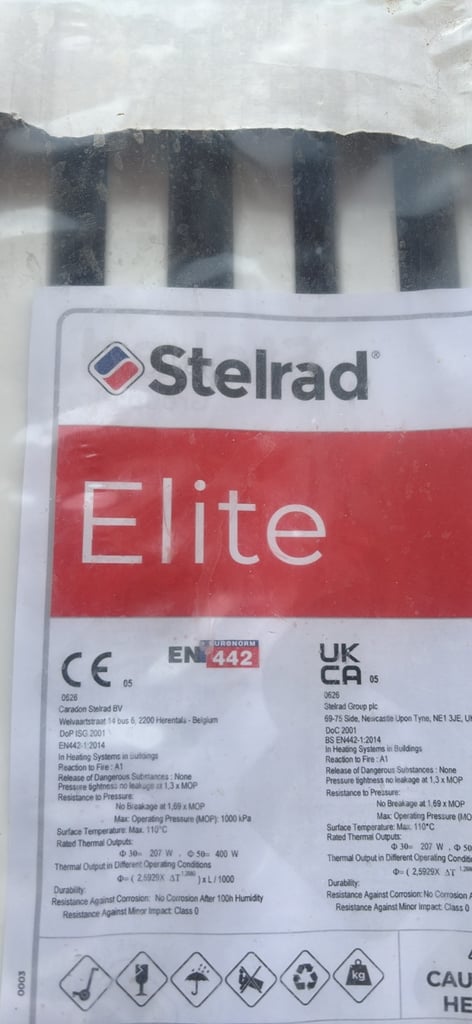 Stelrad®
Elite
CE 05
EN EURONORM 442
UK CA 05
0626
Caradon Stelrad BV
Welvaartstraat 14 bus 6, 2200 Herentals - Belgium
DoP ISG 2001
EN442-1:2014
In Heating Systems in Buildings
Reaction to Fire : A1
Release of Dangerous Substances : None
Pressure tightness no leakage at 1,3 x MOP
Resistance to Pressure:
No Breakage at 1,69 x MOP
Max: Operating Pressure (MOP): 1000 kPa
Surface Temperature: Max. 110°C
Rated Thermal Outputs:
Φ 30= 207 W , Φ 50= 400 W
Thermal Output in Different Operating Conditions
Φ= ( 2,5929X ΔT ) x L / 1000
Durability:
Resistance Against Corrosion: No Corrosion After 100h Humidity
Resistance Against Minor Impact: Class 0
0626
Stelrad Group plc
69-75 Side, Newcastle Upon Tyne, NE1 3JE,
DoC 2001
BS EN442-1:2014
In Heating Systems in Buildings
Reaction to Fire : A1
Release of Dangerous Substances : None
Pressure tightness no leakage at 1,3 x MOP
Resistance to Pressure:
No Breakage at 1,69 x MOP
Max: Operating Pressure (MO
Surface Temperature: Max. 110°C
Rated Thermal Outputs:
Φ 30= 207 W , Φ 50
Thermal Output in Different Operating Conditio
Φ= ( 2,5929X ΔT
Durability:
Resistance Against Corrosion: No Corrosion A
Resistance Against Minor Impact: Class 0
0003
kg
CAU
HE